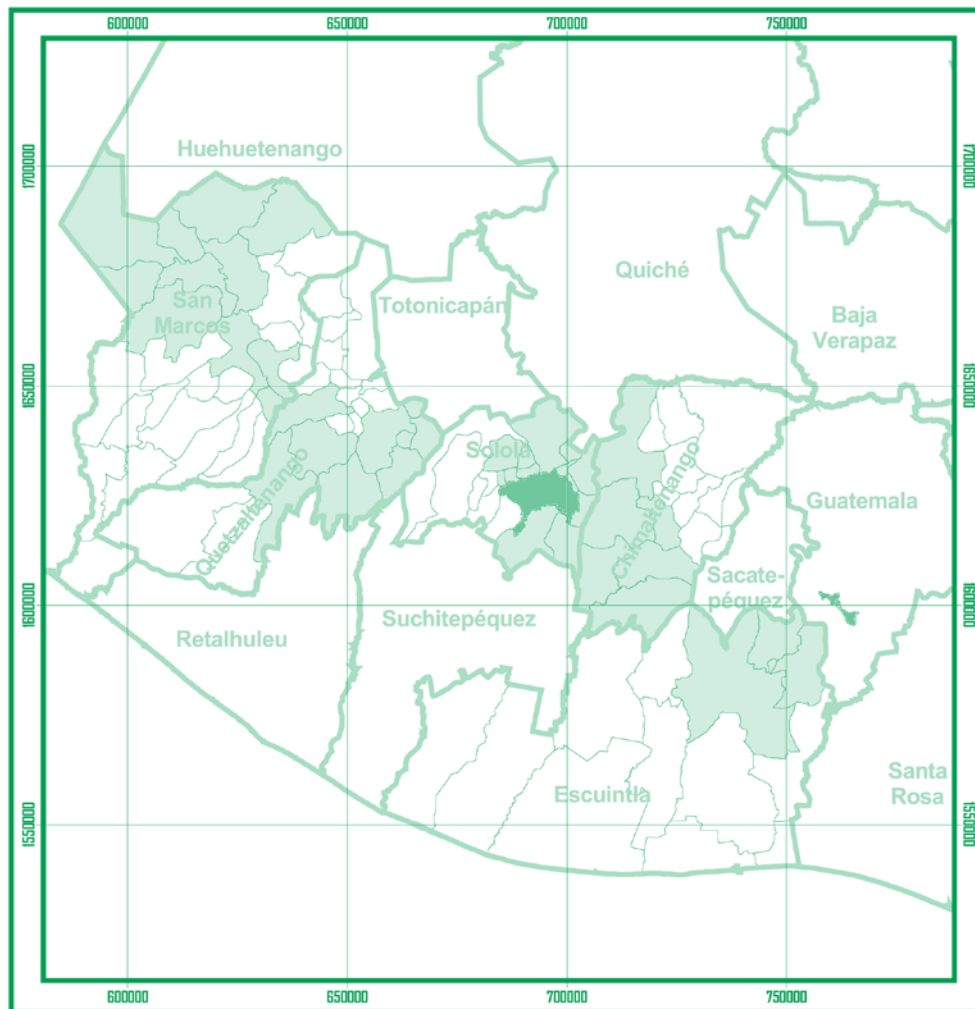 600000 650000 700000 750000
Huehuetenango
1700000 1700000
Quiché
San
Marcos
Totonicapán
Baja
Verapaz
1650000 1650000
Sololá
Quetzaltenango
Chimaltenango
Guatemala
Sacate-
péquez
1600000 1600000
Suchitepéquez
Retalhuleu
Escuintla
Santa
Rosa
1550000 1550000
600000 650000 700000 750000